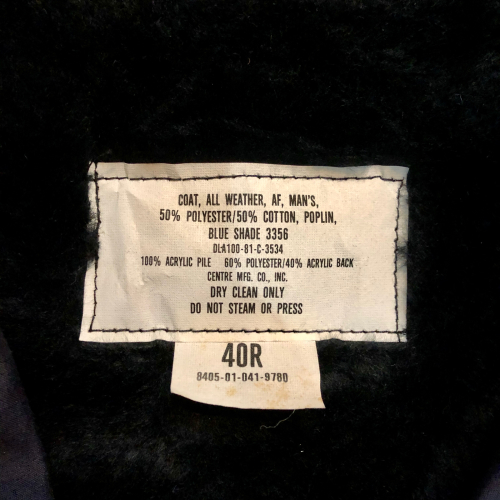 COAT, ALL WEATHER, AF, MAN'S,
50% POLYESTER/50% COTTON, POPLIN,
BLUE SHADE 3356
DLA100-81-C-3534
100% ACRYLIC PILE 60% POLYESTER/40% ACRYLIC BACK
CENTRE MFG. CO., INC.
DRY CLEAN ONLY
DO NOT STEAM OR PRESS
40R
8405-01-041-9780